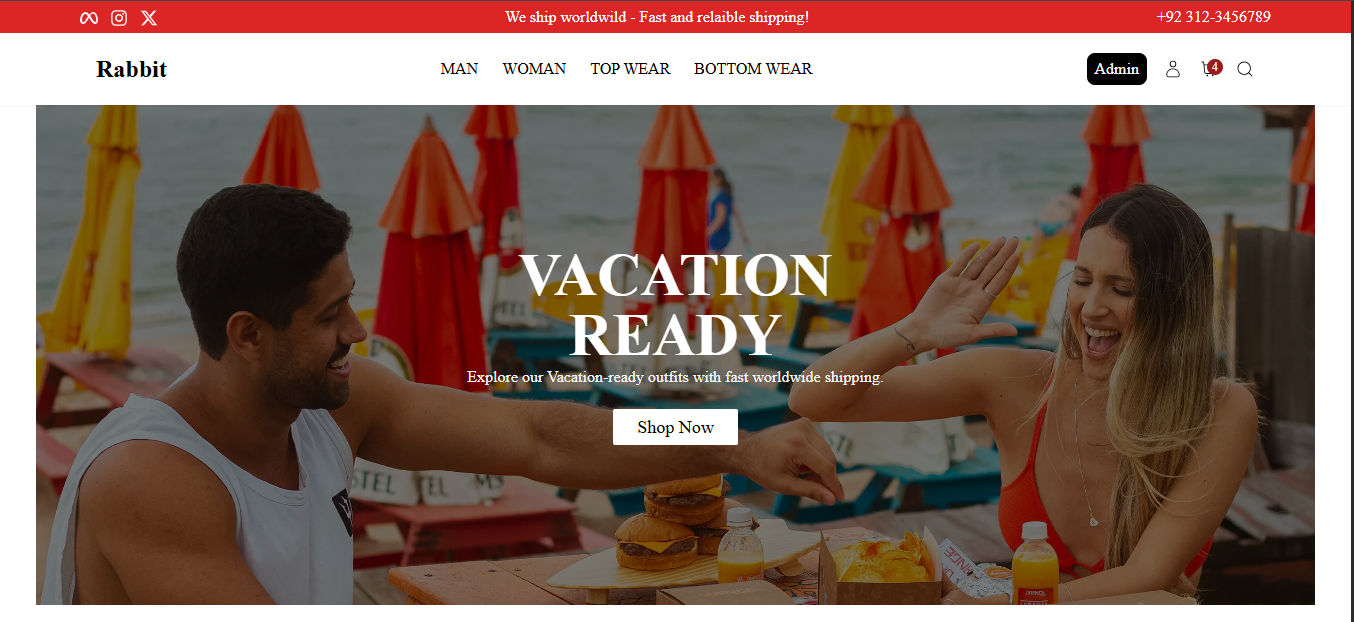 We ship worldwild - Fast and relaible shipping!
+92 312-3456789
Rabbit
MAN WOMAN TOP WEAR BOTTOM WEAR
Admin
4
VACATION
READY
Explore our Vacation-ready outfits with fast worldwide shipping.
Shop Now